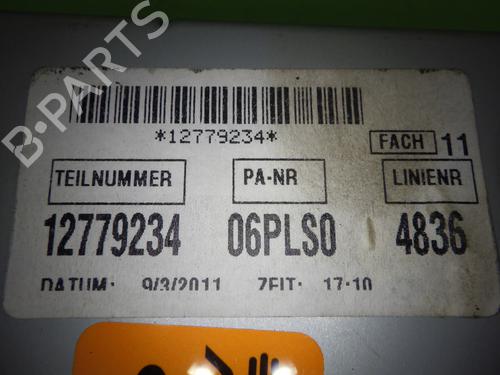 B-PARTS
*12779234*
FACH 11
TEILNUMMER PA-NR LINIENR
12779234 06PLS0 4836
DATUM: 9/3/2011 ZEIT: 17:10